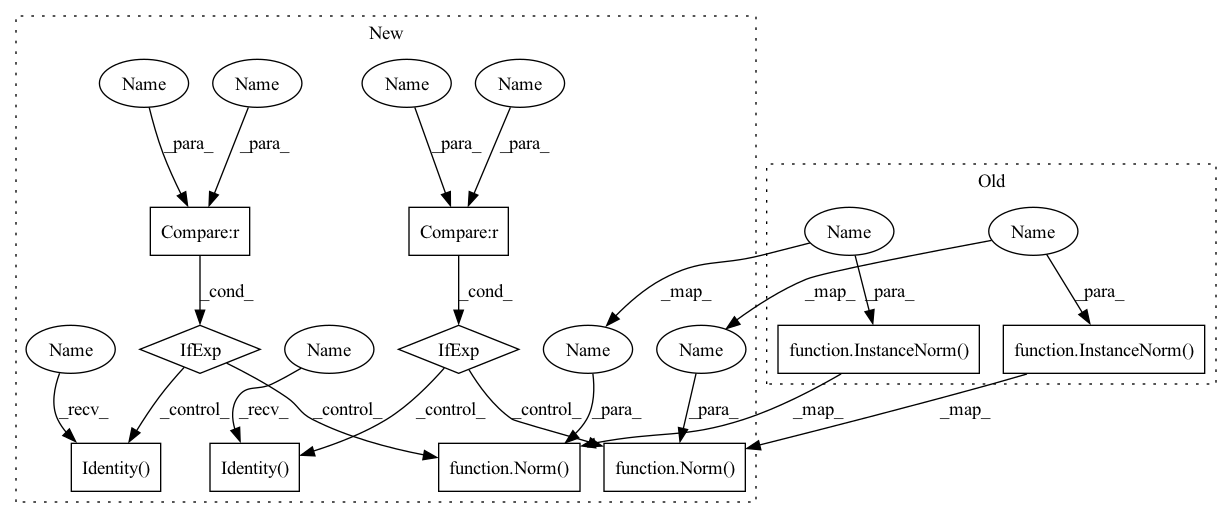 New
Name
Name
Name
Name
_para_
_para_
_para_
_para_
Old
Compare:r
Compare:r
Name
Name
_cond_
_cond_
_map_
_map_
_para_
_para_
Name
IfExp
Name
IfExp
Name
Name
function.InstanceNorm()
function.InstanceNorm()
_recv_
_control_
_recv_
_control_
_control_
_control_
_para_
_para_
_map_
_map_
Identity()
Identity()
function.Norm()
function.Norm()